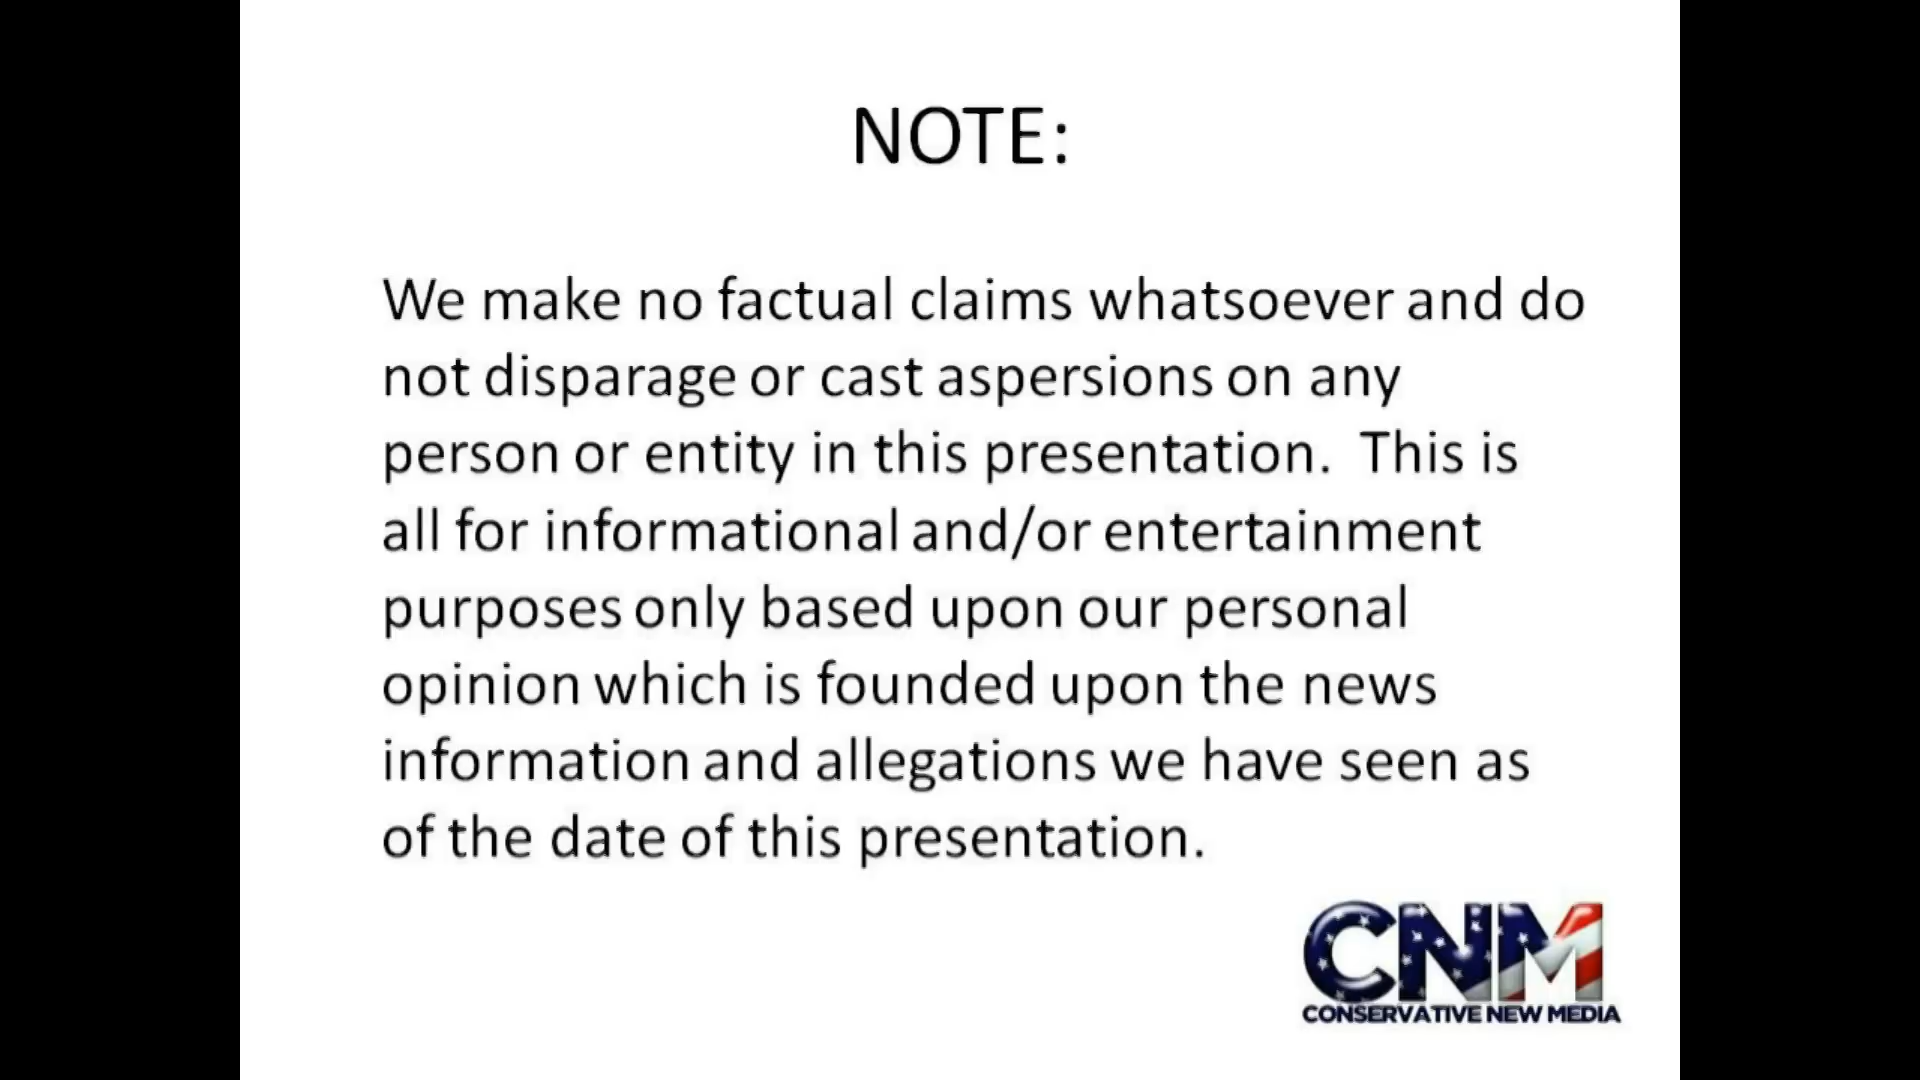 NOTE:
We make no factual claims whatsoever and do
not disparage or cast aspersions on any
person or entity in this presentation.  This is
all for informational and/or entertainment
purposes only based upon our personal
opinion which is founded upon the news
information and allegations we have seen as
of the date of this presentation.
CNM
CONSERVATIVE NEW MEDIA